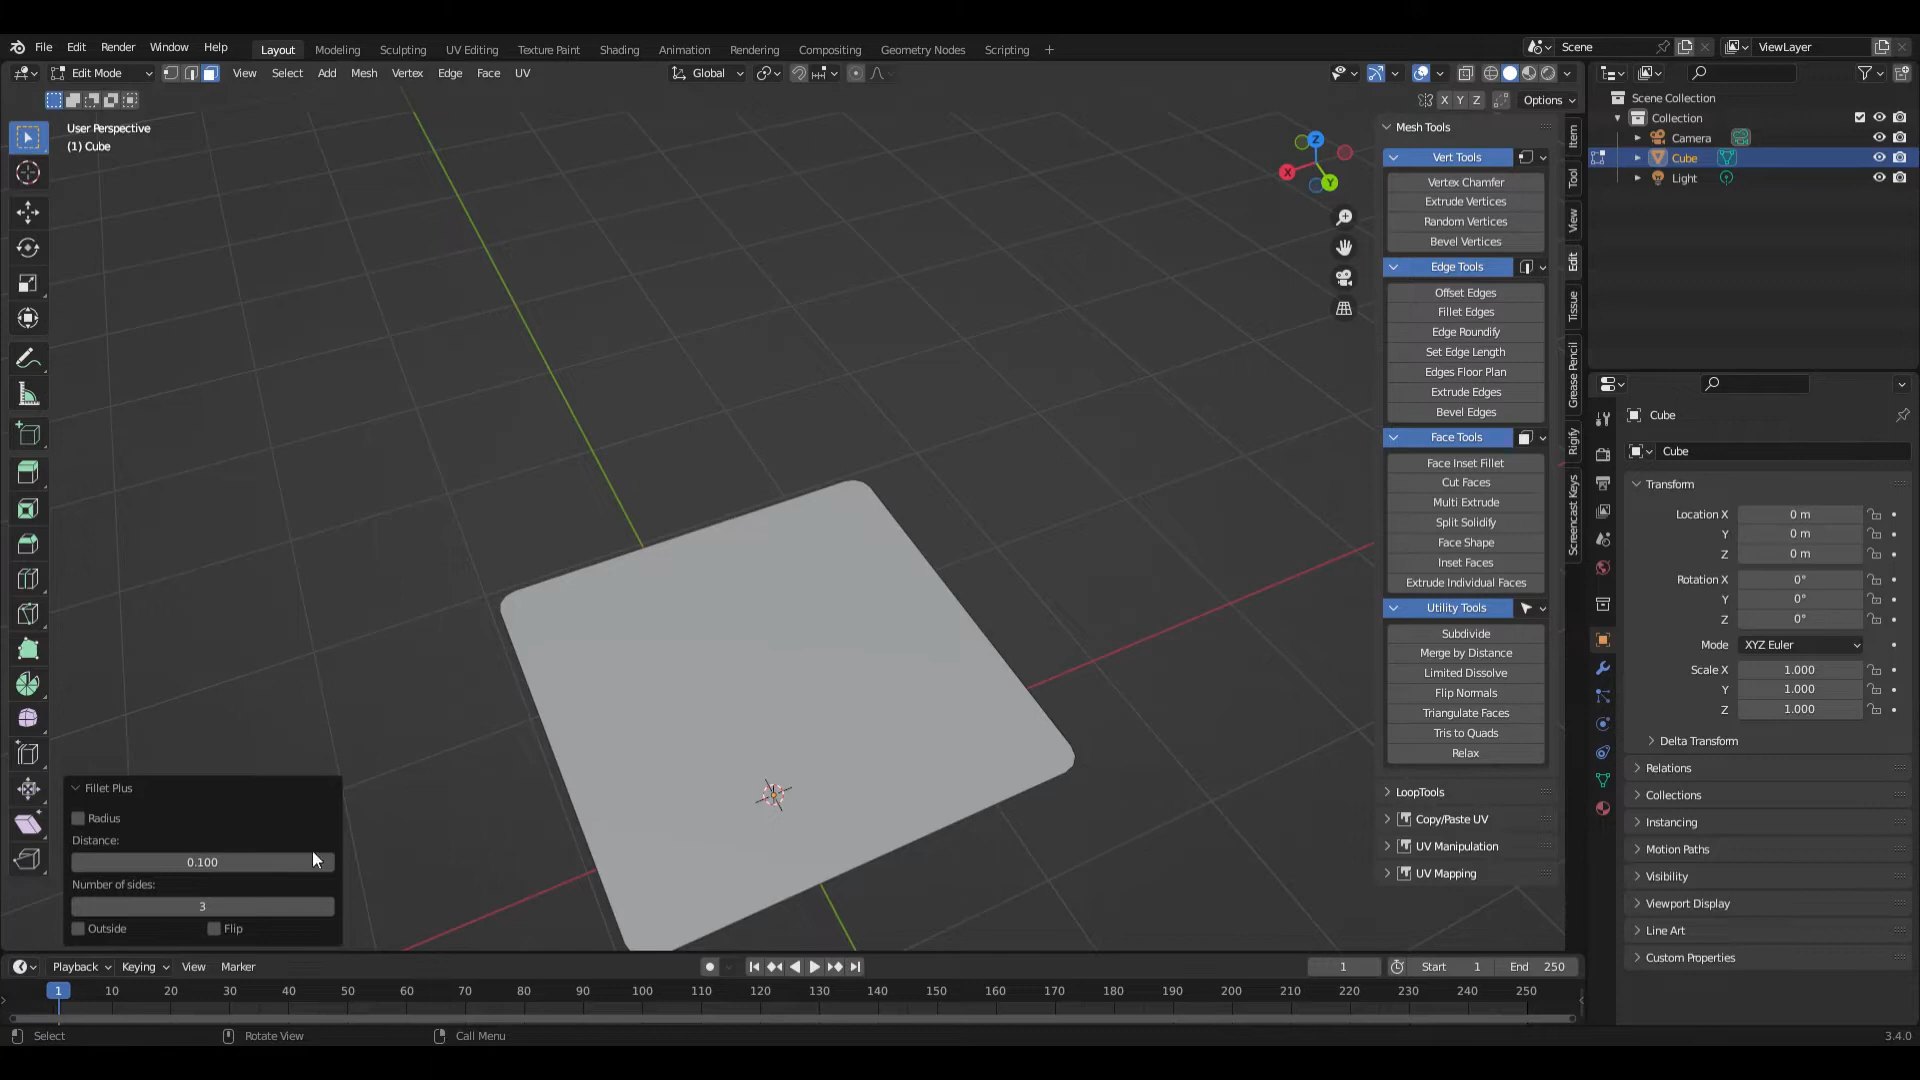 File Edit Render Window Help Layout Modeling Sculpting UV Editing Texture Paint Shading Animation Rendering Compositing Geometry Nodes Scripting + Scene ViewLayer
Edit Mode View Select Add Mesh Vertex Edge Face UV Global
X Y Z Options
User Perspective
(1) Cube
X Y Z
Mesh Tools
Vert Tools
Vertex Chamfer
Extrude Vertices
Random Vertices
Bevel Vertices
Edge Tools
Offset Edges
Fillet Edges
Edge Roundify
Set Edge Length
Edges Floor Plan
Extrude Edges
Bevel Edges
Face Tools
Face Inset Fillet
Cut Faces
Multi Extrude
Split Solidify
Face Shape
Inset Faces
Extrude Individual Faces
Utility Tools
Subdivide
Merge by Distance
Limited Dissolve
Flip Normals
Triangulate Faces
Tris to Quads
Relax
LoopTools
Copy/Paste UV
UV Manipulation
UV Mapping
Item
Tool
View
Edit
Tissue
Grease Pencil
Rigify
Screencast Keys
Scene Collection
Collection
Camera
Cube
Light
Cube
Cube
Transform
Location X 0 m
Y 0 m
Z 0 m
Rotation X 0°
Y 0°
Z 0°
Mode XYZ Euler
Scale X 1.000
Y 1.000
Z 1.000
Delta Transform
Relations
Collections
Instancing
Motion Paths
Visibility
Viewport Display
Line Art
Custom Properties
Fillet Plus
Radius
Distance:
0.100
Number of sides:
3
Outside Flip
Playback Keying View Marker 1 Start 1 End 250
1 10 20 30 40 50 60 70 80 90 100 110 120 130 140 150 160 170 180 190 200 210 220 230 240 250
Select Rotate View Call Menu 3.4.0